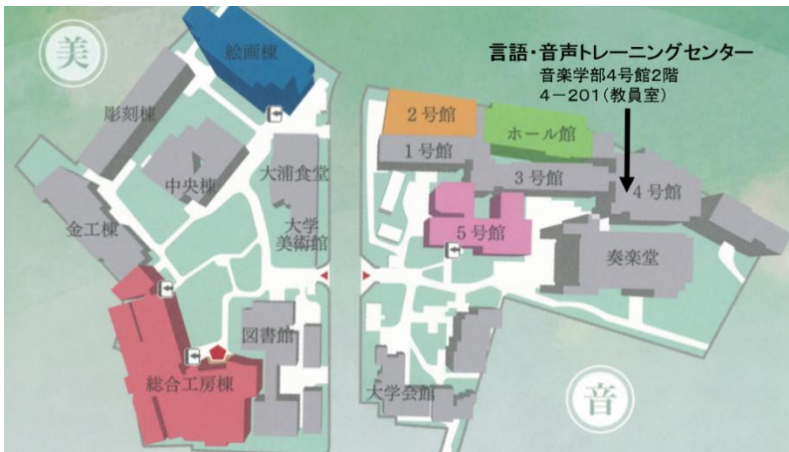 美
絵画棟
彫刻棟
中央棟
大浦食堂
金工棟
大学
美術館
図書館
総合工房棟
言語・音声トレーニングセンター
音楽学部4号館2階
4－201(教員室)
2号館
ホール館
1号館
3号館
4号館
5号館
奏楽堂
大学会館
音